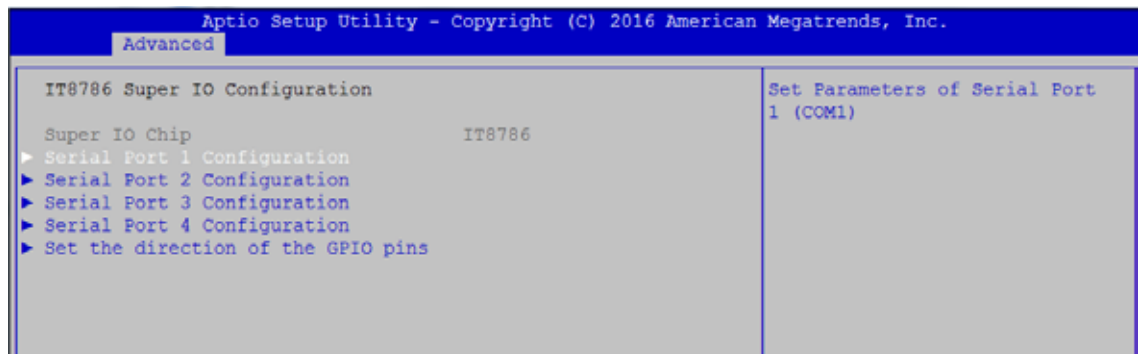 Aptio Setup Utility - Copyright (C) 2016 American Megatrends, Inc.
Advanced
IT8786 Super IO Configuration
Super IO Chip IT8786
Serial Port 1 Configuration
Serial Port 2 Configuration
Serial Port 3 Configuration
Serial Port 4 Configuration
Set the direction of the GPIO pins
Set Parameters of Serial Port
1 (COM1)